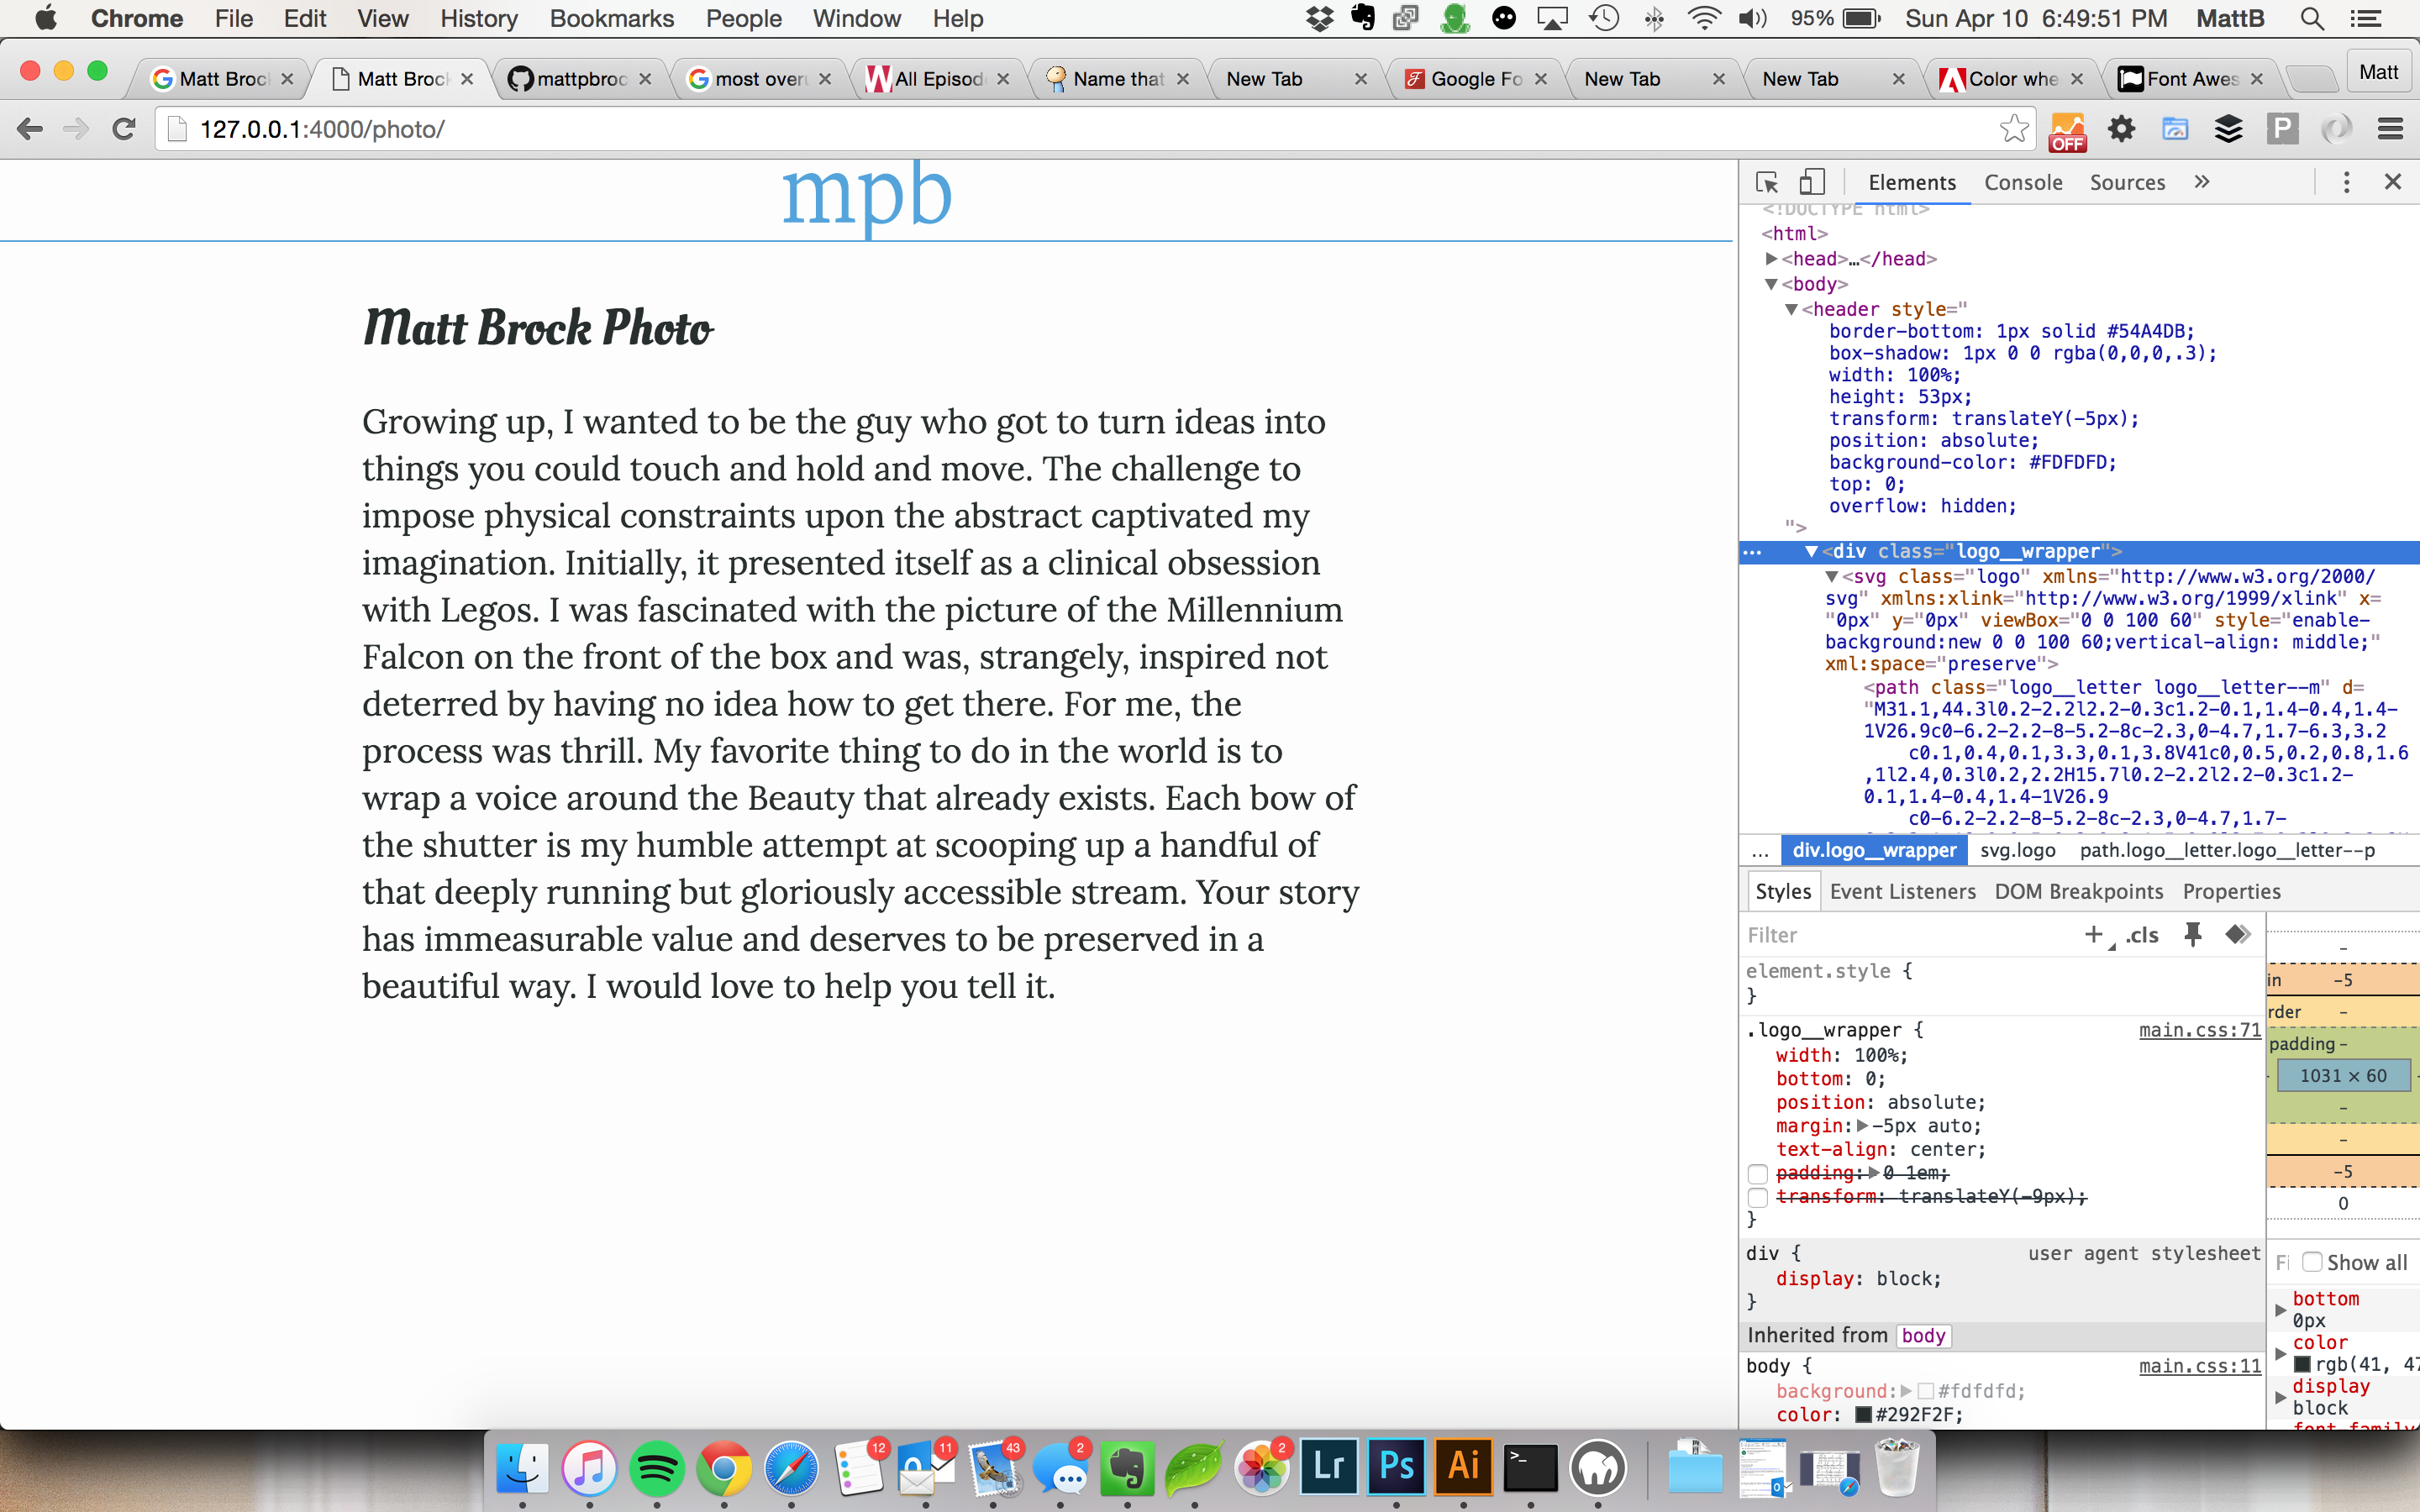 Chrome File Edit View History Bookmarks People Window Help 95% Sun Apr 10 6:49:51 PM MattB
Matt Broc Matt Brock mattpbroc most over All Episod Name that New Tab Google Fo New Tab New Tab Color whe Font Awes Matt
127.0.0.1:4000/photo/
OFF
P
mpb
Matt Brock Photo
Growing up, I wanted to be the guy who got to turn ideas into
things you could touch and hold and move. The challenge to
impose physical constraints upon the abstract captivated my
imagination. Initially, it presented itself as a clinical obsession
with Legos. I was fascinated with the picture of the Millennium
Falcon on the front of the box and was, strangely, inspired not
deterred by having no idea how to get there. For me, the
process was thrill. My favorite thing to do in the world is to
wrap a voice around the Beauty that already exists. Each bow of
the shutter is my humble attempt at scooping up a handful of
that deeply running but gloriously accessible stream. Your story
has immeasurable value and deserves to be preserved in a
beautiful way. I would love to help you tell it.
Elements Console Sources »
<!DOCTYPE html>
<html>
▶<head>…</head>
▼<body>
▼<header style="
border-bottom: 1px solid #54A4DB;
box-shadow: 1px 0 0 rgba(0,0,0,.3);
width: 100%;
height: 53px;
transform: translateY(-5px);
position: absolute;
background-color: #FDFDFD;
top: 0;
overflow: hidden;
">
… ▼<div class="logo__wrapper">
▼<svg class="logo" xmlns="http://www.w3.org/2000/
svg" xmlns:xlink="http://www.w3.org/1999/xlink" x=
"0px" y="0px" viewBox="0 0 100 60" style="enable-
background:new 0 0 100 60;vertical-align: middle;"
xml:space="preserve">
<path class="logo__letter logo__letter--m" d=
"M31.1,44.3l0.2-2.2l2.2-0.3c1.2-0.1,1.4-0.4,1.4-
1V26.9c0-6.2-2.2-8-5.2-8c-2.3,0-4.7,1.7-6.3,3.2
c0.1,0.4,0.1,3.3,0.1,3.8V41c0,0.5,0.2,0.8,1.6
,1l2.4,0.3l0.2,2.2H15.7l0.2-2.2l2.2-0.3c1.2-
0.1,1.4-0.4,1.4-1V26.9
c0-6.2-2.2-8-5.2-8c-2.3,0-4.7,1.7-
... div.logo__wrapper svg.logo path.logo__letter.logo__letter--p
Styles Event Listeners DOM Breakpoints Properties
Filter + .cls
element.style {
}
.logo__wrapper { main.css:71
width: 100%;
bottom: 0;
position: absolute;
margin:▶-5px auto;
text-align: center;
padding:▶0 1em;
transform: translateY(-9px);
}
div { user agent stylesheet
display: block;
}
Inherited from body
body { main.css:11
background:▶#fdfdfd;
color: #292F2F;
-
in -5
rder -
padding -
1031 × 60
-
-
-5
0
Fi Show all
▶ bottom
0px
▶ color
rgb(41, 47
▶ display
block
font-family
12 11 43 2 2 Lr Ps Ai >_